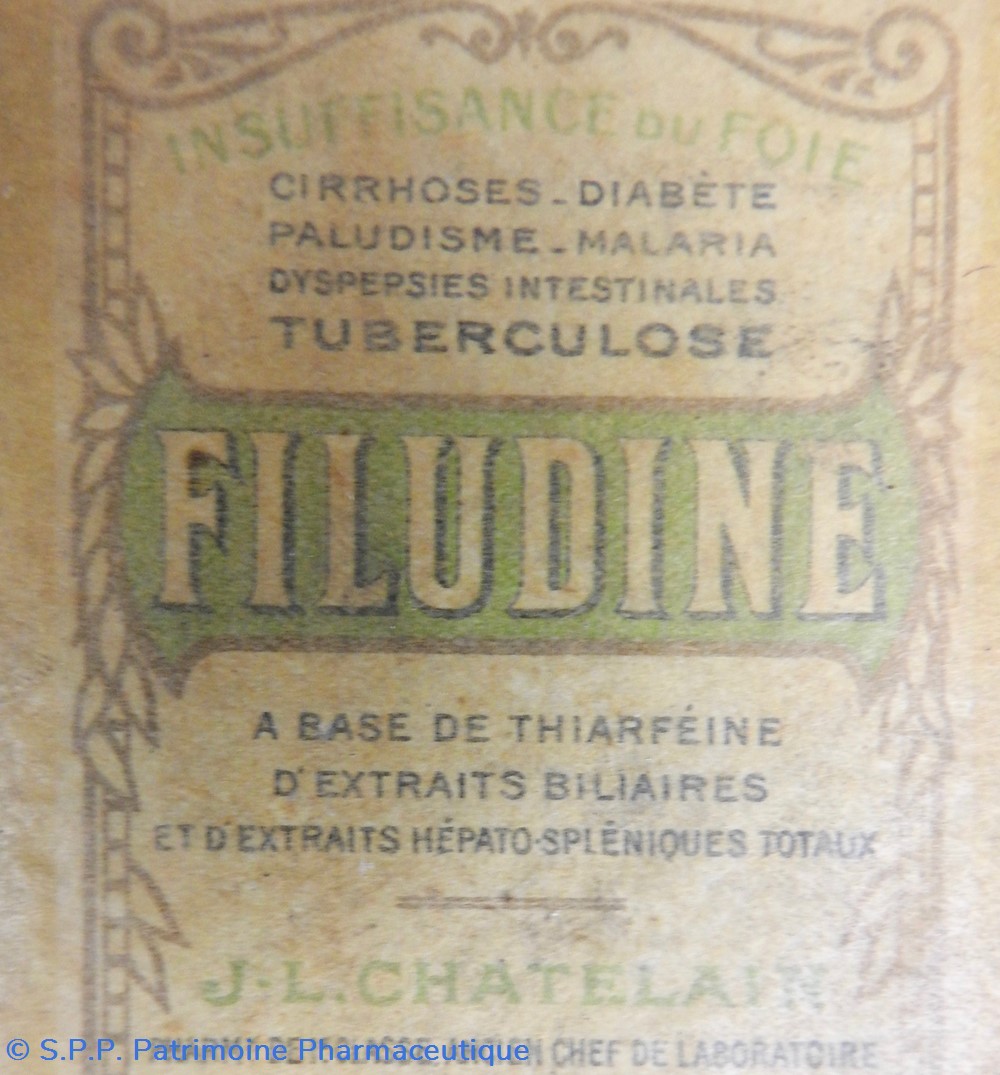 INSUFFISANCE DU FOIE
CIRRHOSES - DIABÈTE
PALUDISME - MALARIA
DYSPEPSIES INTESTINALES
TUBERCULOSE
FILUDINE
A BASE DE THIARFÉINE
D'EXTRAITS BILIAIRES
ET D'EXTRAITS HÉPATO-SPLÉNIQUES TOTAUX
J-L. CHATELAIN
CHEF DE LABORATOIRE
© S.P.P. Patrimoine Pharmaceutique